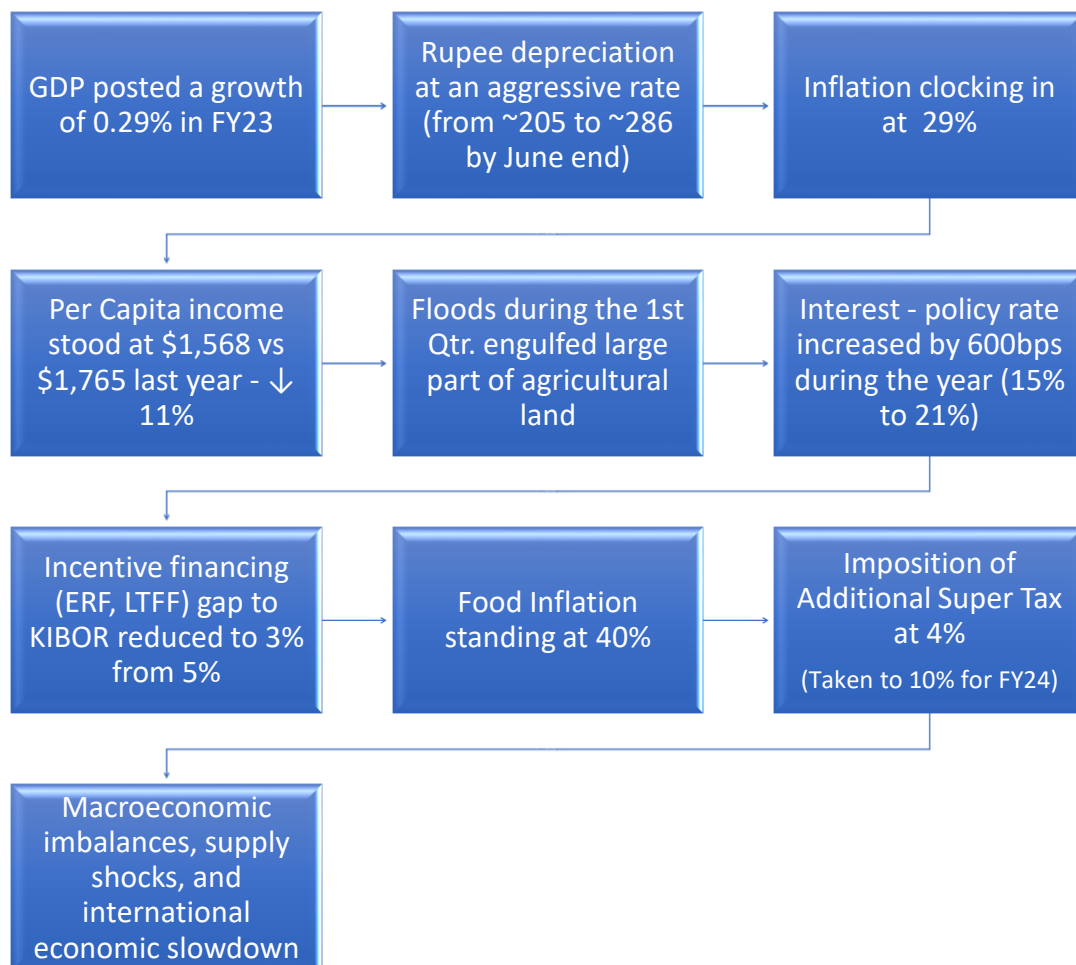 GDP posted a growth
of 0.29% in FY23
Rupee depreciation
at an aggressive rate
(from ~205 to ~286
by June end)
Inflation clocking in
at 29%
Per Capita income
stood at $1,568 vs
$1,765 last year - ↓
11%
Floods during the 1st
Qtr. engulfed large
part of agricultural
land
Interest - policy rate
increased by 600bps
during the year (15%
to 21%)
Incentive financing
(ERF, LTFF) gap to
KIBOR reduced to 3%
from 5%
Food Inflation
standing at 40%
Imposition of
Additional Super Tax
at 4%
(Taken to 10% for FY24)
Macroeconomic
imbalances, supply
shocks, and
international
economic slowdown